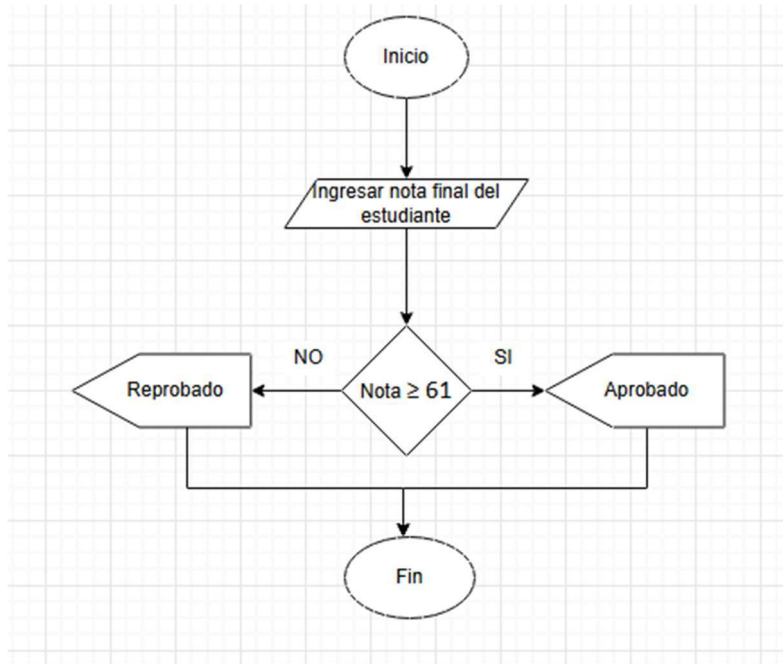 Inicio
Ingresar nota final del
estudiante
NO
SI
Reprobado
Nota ≥ 61
Aprobado
Fin